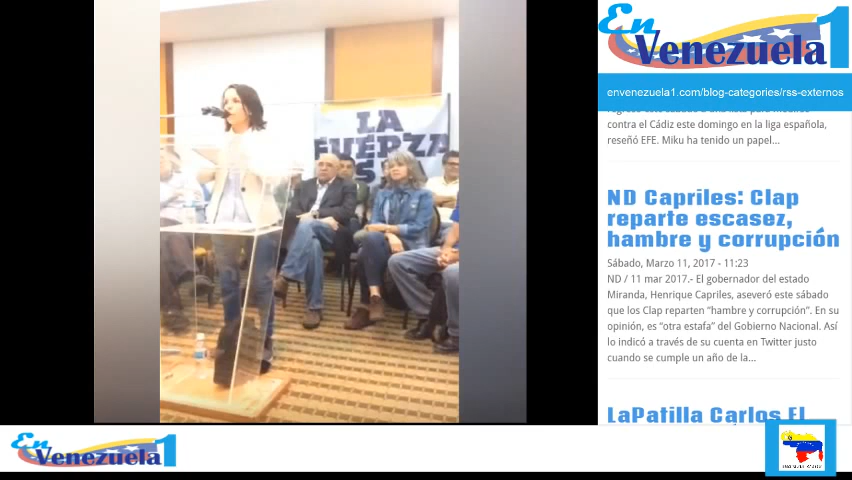 LA
FUERZA
En
Venezuela1
envenezuela1.com/blog-categories/rss-externos
contra el Cádiz este domingo en la liga española,
reseñó EFE. Miku ha tenido un papel...
ND Capriles: Clap
reparte escasez,
hambre y corrupción
Sábado, Marzo 11, 2017 - 11:23
ND / 11 mar 2017.- El gobernador del estado
Miranda, Henrique Capriles, aseveró este sábado
que los Clap reparten “hambre y corrupción”. En su
opinión, es “otra estafa” del Gobierno Nacional. Así
lo indicó a través de su cuenta en Twitter justo
cuando se cumple un año de la...
LaPatilla Carlos El
En
Venezuela1